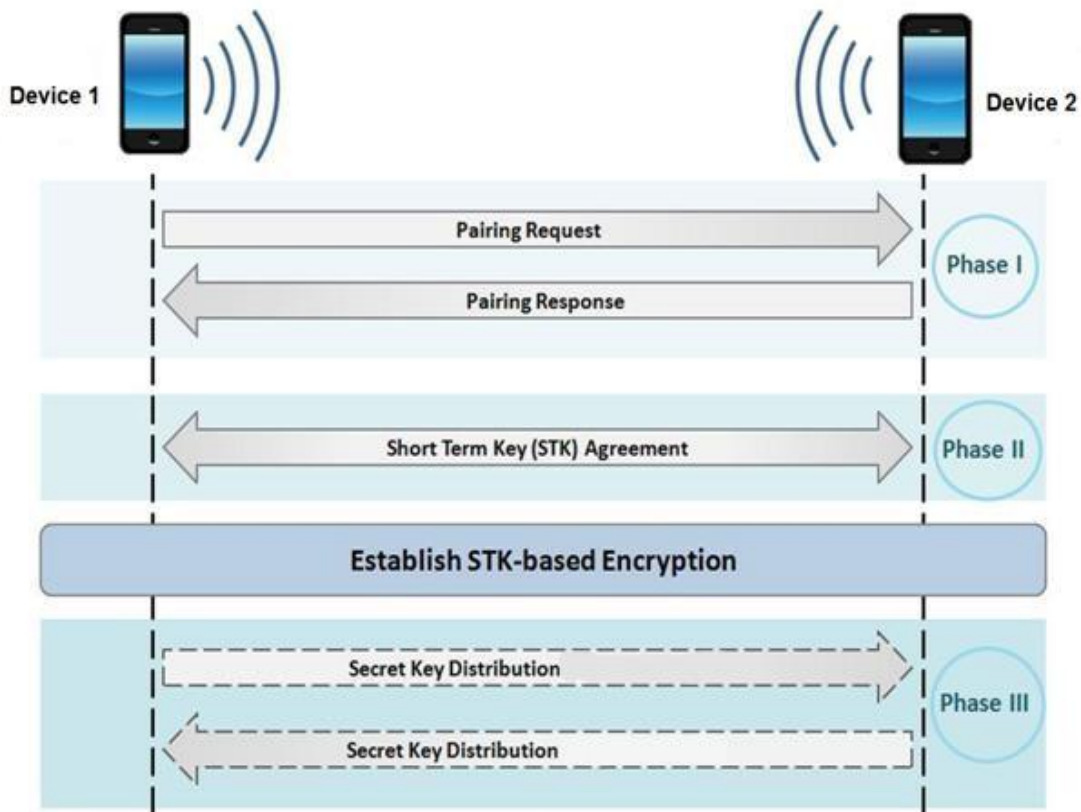 Device 1
Device 2
Pairing Request
Phase I
Pairing Response
Short Term Key (STK) Agreement
Phase II
Establish STK-based Encryption
Secret Key Distribution
Phase III
Secret Key Distribution